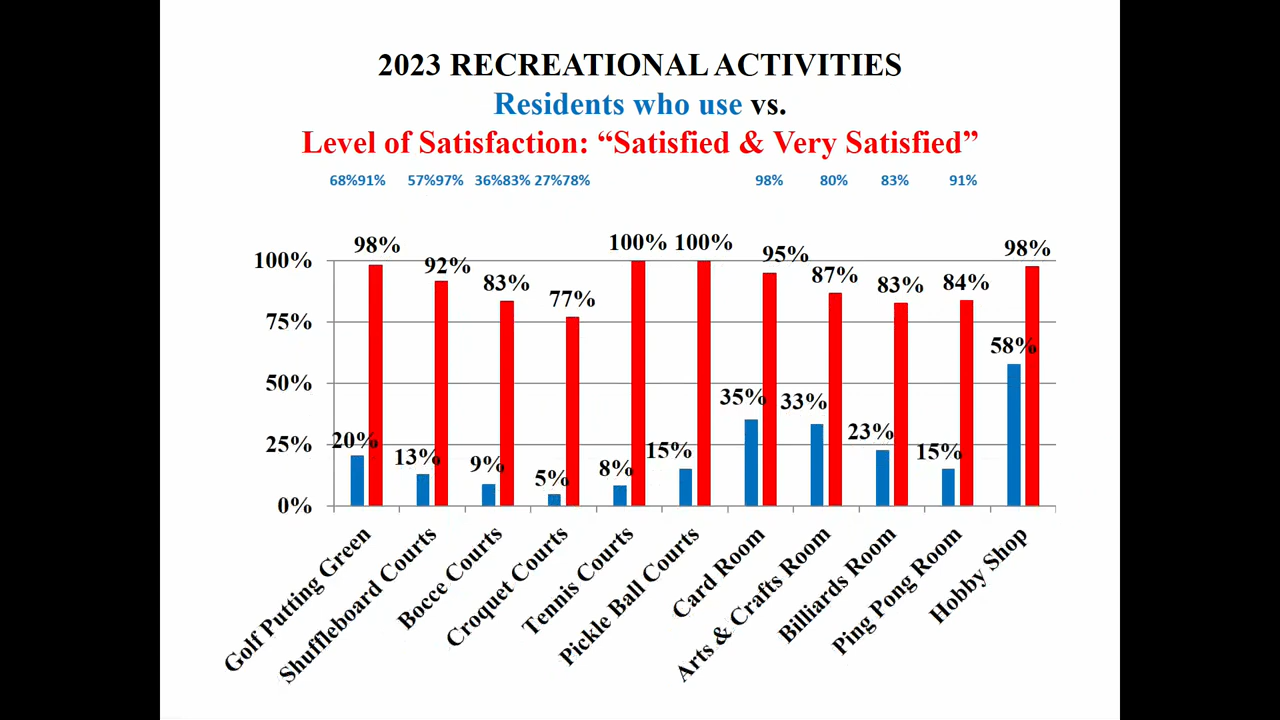 2023 RECREATIONAL ACTIVITIES
Residents who use vs.
Level of Satisfaction: “Satisfied & Very Satisfied”
68%91% 57%97% 36%83% 27%78% 98% 80% 83% 91%
100%
75%
50%
25%
0%
98%
92%
83%
77%
100%
100%
95%
87%
83%
84%
98%
20%
13%
9%
5%
8%
15%
35%
33%
23%
15%
58%
Golf Putting Green
Shuffleboard Courts
Bocce Courts
Croquet Courts
Tennis Courts
Pickle Ball Courts
Card Room
Arts & Crafts Room
Billiards Room
Ping Pong Room
Hobby Shop